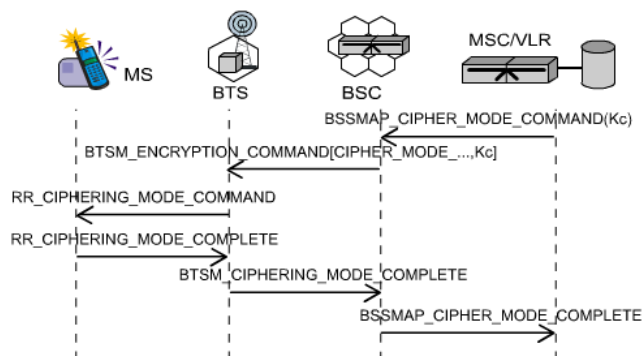 MS
BTS
BSC
MSC/VLR
BSSMAP_CIPHER_MODE_COMMAND(Kc)
BTSM_ENCRYPTION_COMMAND[CIPHER_MODE_...,Kc]
RR_CIPHERING_MODE_COMMAND
RR_CIPHERING_MODE_COMPLETE
BTSM_CIPHERING_MODE_COMPLETE
BSSMAP_CIPHER_MODE_COMPLETE